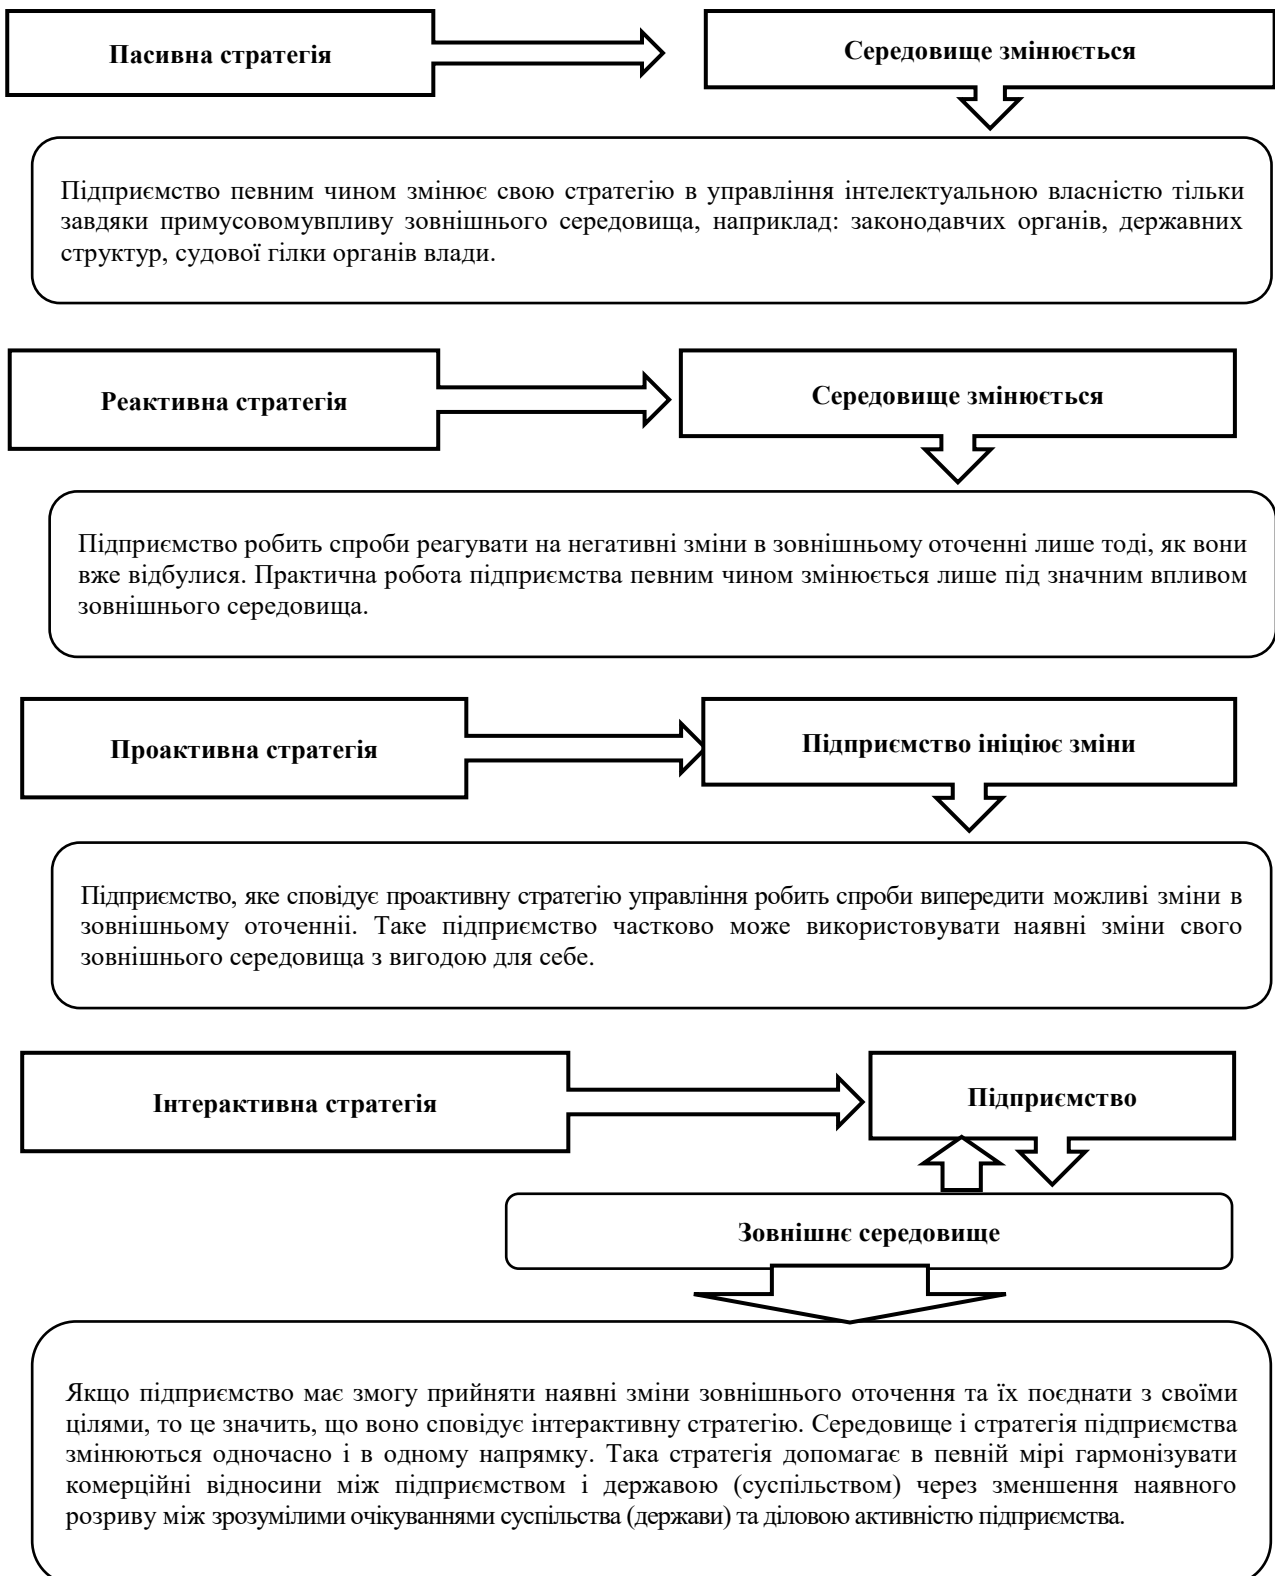 Пасивна стратегія
Середовище змінюється
Підприємство певним чином змінює свою стратегію в управління інтелектуальною власністю тільки
завдяки примусовомувпливу зовнішнього середовища, наприклад: законодавчих органів, державних
структур, судової гілки органів влади.
Реактивна стратегія
Середовище змінюється
Підприємство робить спроби реагувати на негативні зміни в зовнішньому оточенні лише тоді, як вони
вже відбулися. Практична робота підприємства певним чином змінюється лише під значним впливом
зовнішнього середовища.
Проактивна стратегія
Підприємство ініціює зміни
Підприємство, яке сповідує проактивну стратегію управління робить спроби випередити можливі зміни в
зовнішньому оточенніі. Таке підприємство частково може використовувати наявні зміни свого
зовнішнього середовища з вигодою для себе.
Інтерактивна стратегія
Підприємство
Зовнішнє середовище
Якщо підприємство має змогу прийняти наявні зміни зовнішнього оточення та їх поєднати з своїми
цілями, то це значить, що воно сповідує інтерактивну стратегію. Середовище і стратегія підприємства
змінюються одночасно і в одному напрямку. Така стратегія допомагає в певній мірі гармонізувати
комерційні відносини між підприємством і державою (суспільством) через зменшення наявного
розриву між зрозумілими очікуваннями суспільства (держави) та діловою активністю підприємства.